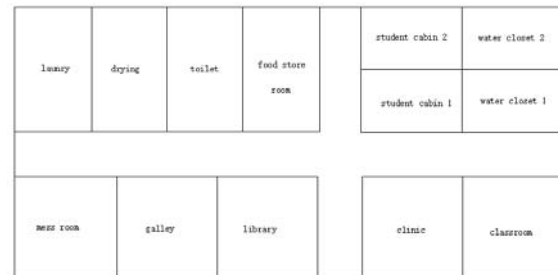 student cabin 2
water closet 2
laundry
drying
toilet
food store
room
student cabin 1
water closet 1
mess room
galley
library
clinic
classroom